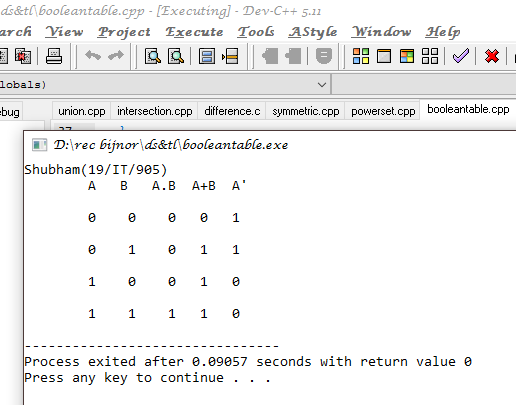 ds&tl\booleantable.cpp - [Executing] - Dev-C++ 5.11
arch View Project Execute Tools AStyle Window Help
lobals)
bug union.cpp intersection.cpp difference.c symmetric.cpp powerset.cpp booleantable.cpp
D:\rec bijnor\ds&tl\booleantable.exe
Shubham(19/IT/905)
A B A.B A+B A'
0 0 0 0 1
0 1 0 1 1
1 0 0 1 0
1 1 1 1 0
--------------------------------
Process exited after 0.09057 seconds with return value 0
Press any key to continue . . .